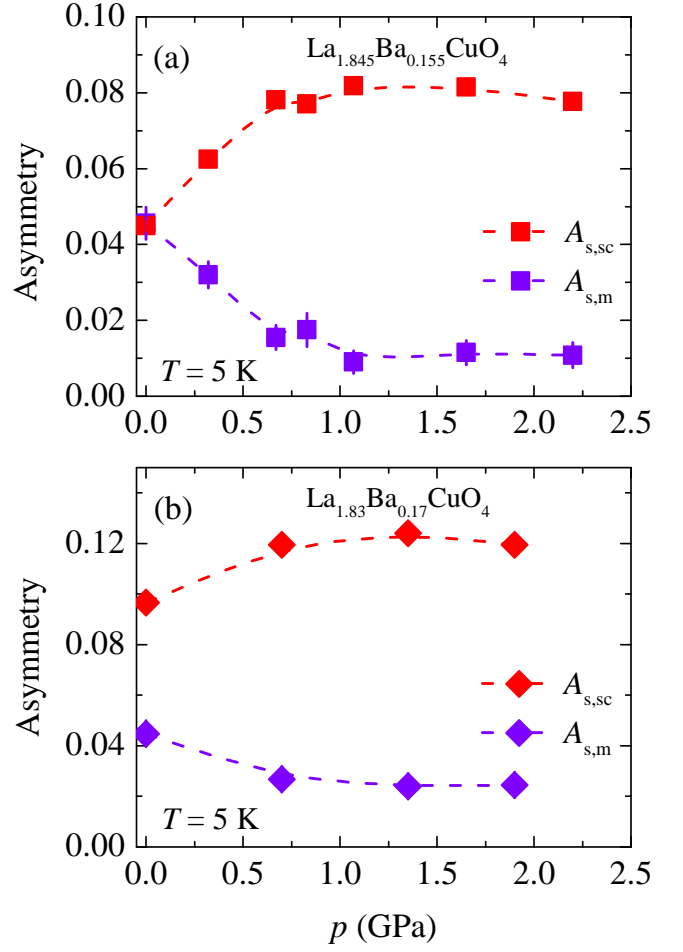 (a) La1.845Ba0.155CuO4
0.10
0.08
0.06
0.04
0.02
0.00
Asymmetry
As,sc
As,m
T = 5 K
0.0 0.5 1.0 1.5 2.0 2.5
(b) La1.83Ba0.17CuO4
0.12
0.08
0.04
0.00
Asymmetry
As,sc
As,m
T = 5 K
0.0 0.5 1.0 1.5 2.0 2.5
p (GPa)